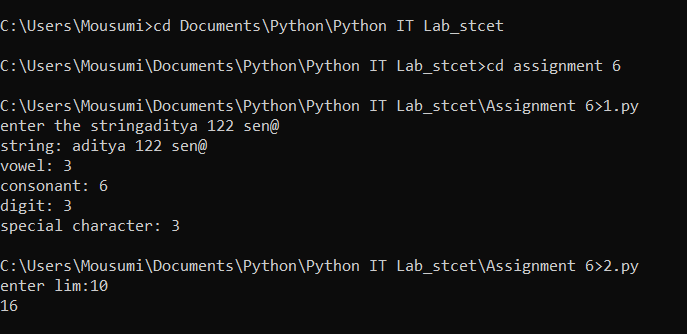 C:\Users\Mousumi>cd Documents\Python\Python IT Lab_stcet
C:\Users\Mousumi\Documents\Python\Python IT Lab_stcet>cd assignment 6
C:\Users\Mousumi\Documents\Python\Python IT Lab_stcet\Assignment 6>1.py
enter the stringaditya 122 sen@
string: aditya 122 sen@
vowel: 3
consonant: 6
digit: 3
special character: 3
C:\Users\Mousumi\Documents\Python\Python IT Lab_stcet\Assignment 6>2.py
enter lim:10
16